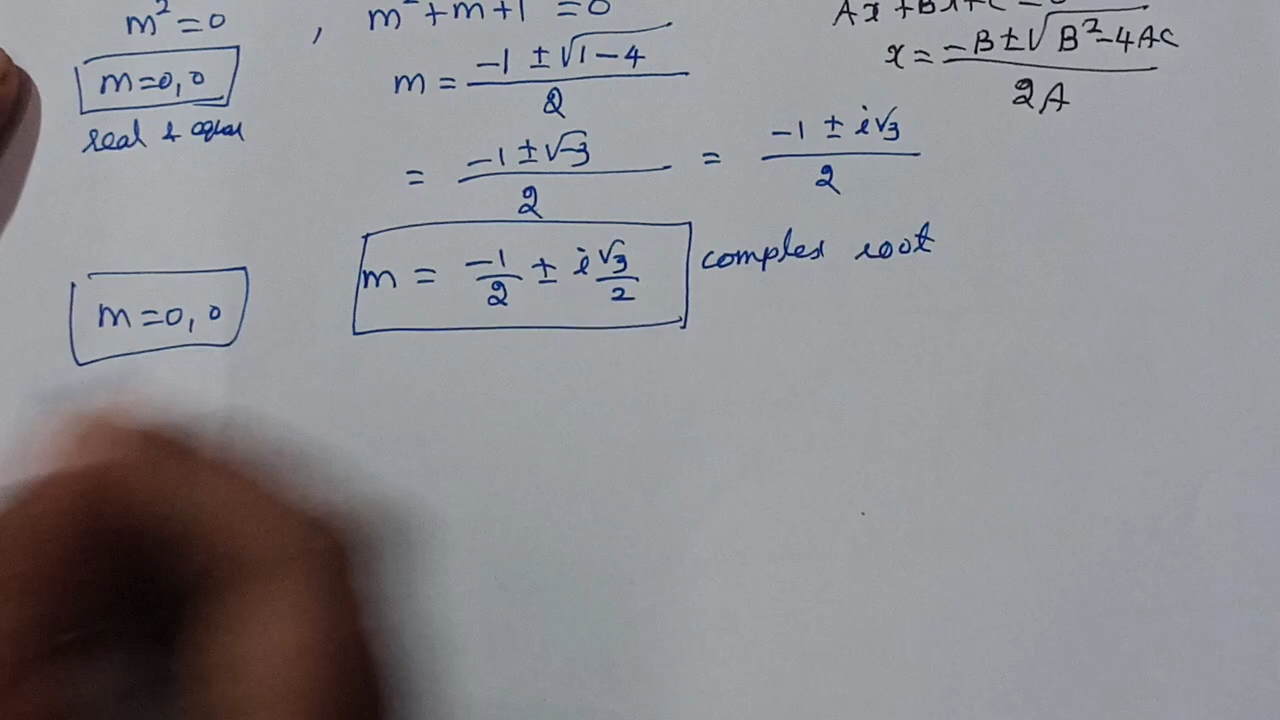 m² = 0 , m² + m + 1 = 0
Ax² + Bx + C = 0
m = 0, 0
real & equal
m = (-1 ± √(1 - 4)) / 2
x = (-B ± √(B² - 4AC)) / 2A
= (-1 ± √-3) / 2 = (-1 ± i√3) / 2
m = -1/2 ± i √3/2 complex root
m = 0, 0